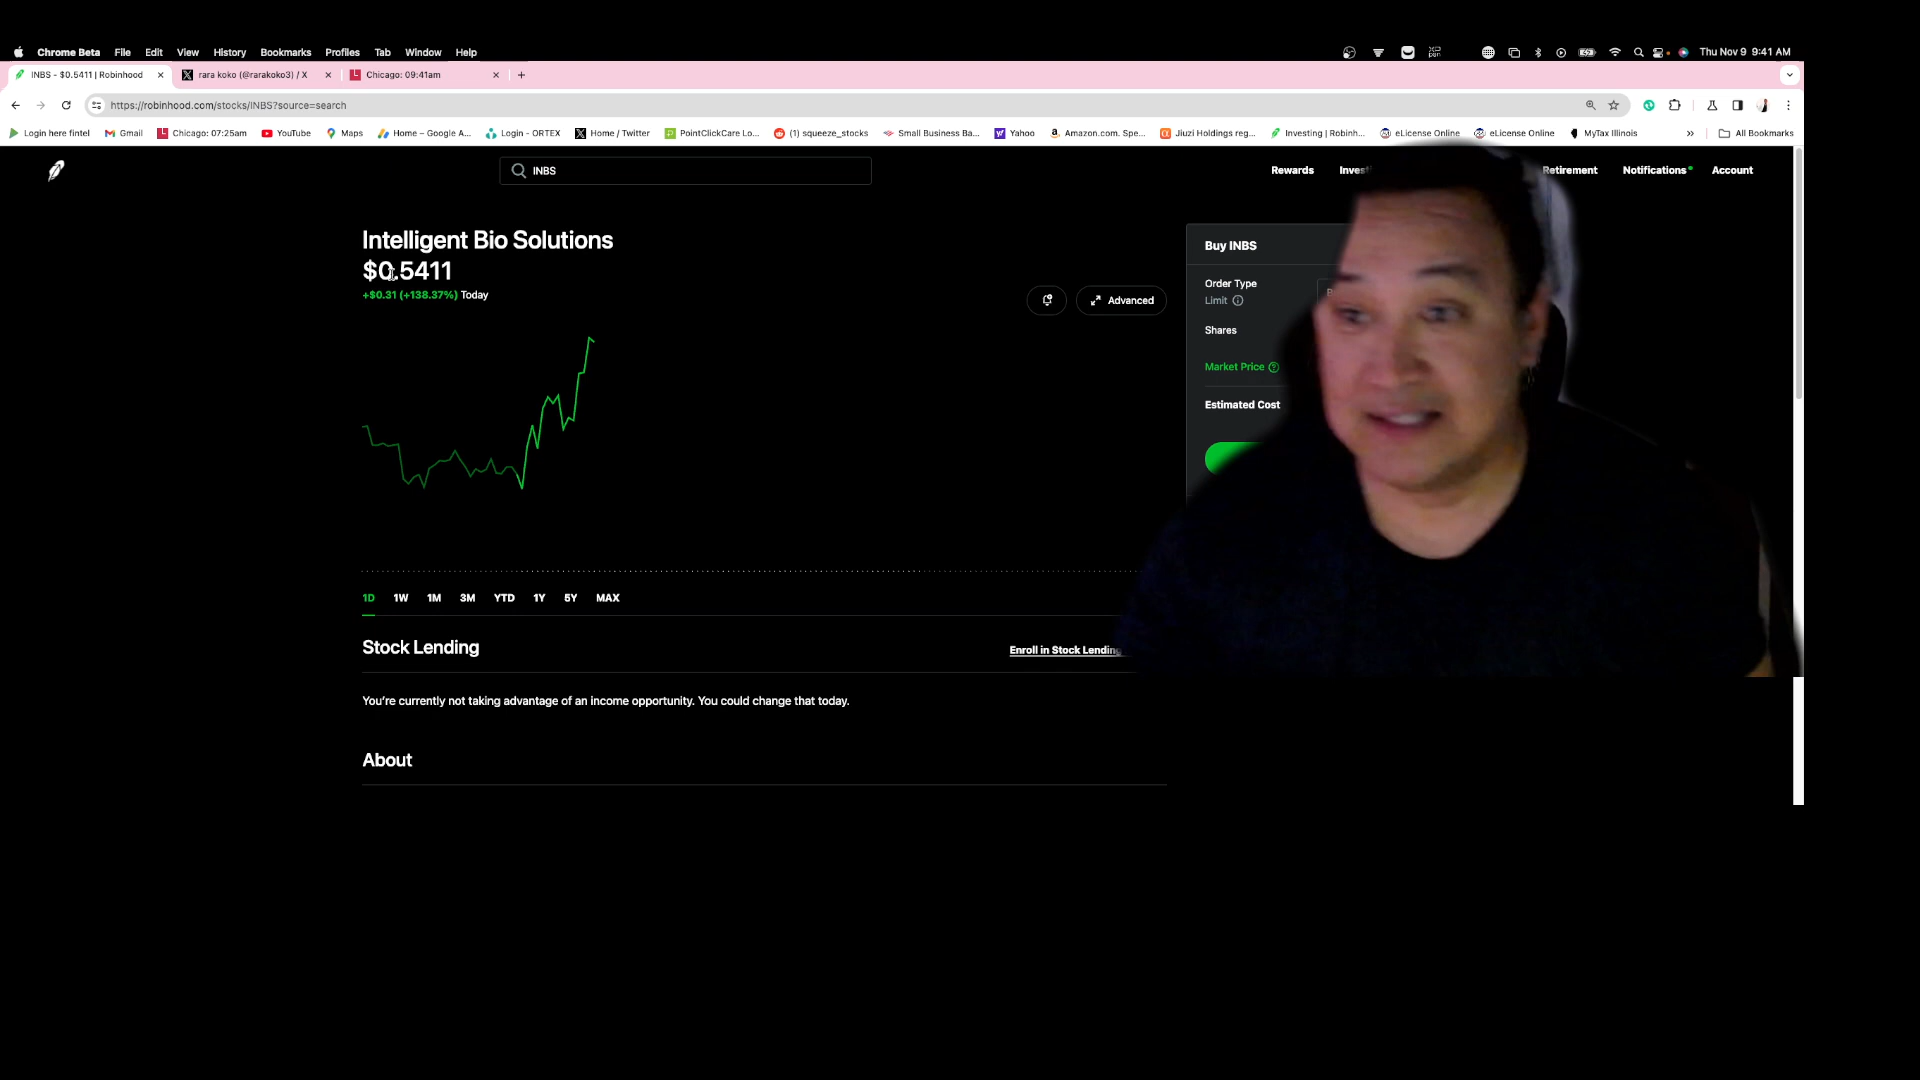 Chrome Beta File Edit View History Bookmarks Profiles Tab Window Help Thu Nov 9 9:41 AM
INBS - $0.5411 | Robinhood rara koko (@rarakoko3) / X Chicago: 09:41am
https://robinhood.com/stocks/INBS?source=search
Login here fintel Gmail Chicago: 07:25am YouTube Maps Home – Google A... Login - ORTEX Home / Twitter PointClickCare Lo... (1) squeeze_stocks Small Business Ba... Yahoo Amazon.com. Spe... Jiuzi Holdings reg... Investing | Robinh... eLicense Online eLicense Online MyTax Illinois » All Bookmarks
INBS Rewards Inves Retirement Notifications Account
Intelligent Bio Solutions
$0.5411
+$0.31 (+138.37%) Today
Advanced
Buy INBS
Order Type
Limit
Shares
Market Price
Estimated Cost
1D 1W 1M 3M YTD 1Y 5Y MAX
Stock Lending
Enroll in Stock Lending
You’re currently not taking advantage of an income opportunity. You could change that today.
About